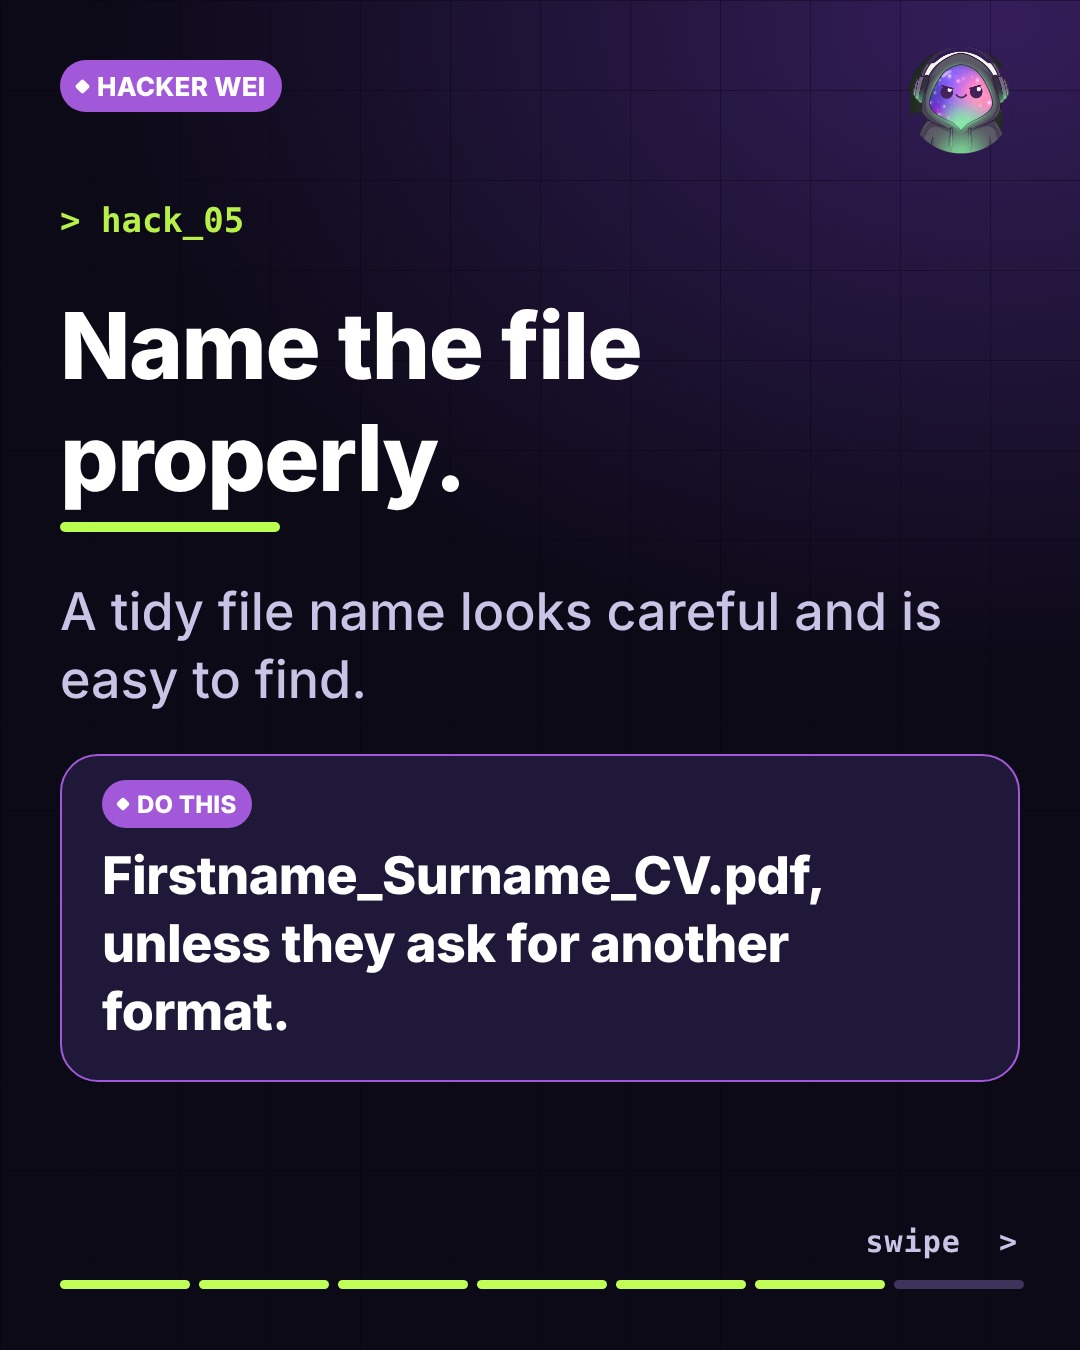 HACKER WEI
> hack_05
Name the file
properly.
A tidy file name looks careful and is
easy to find.
DO THIS
Firstname_Surname_CV.pdf,
unless they ask for another
format.
swipe >